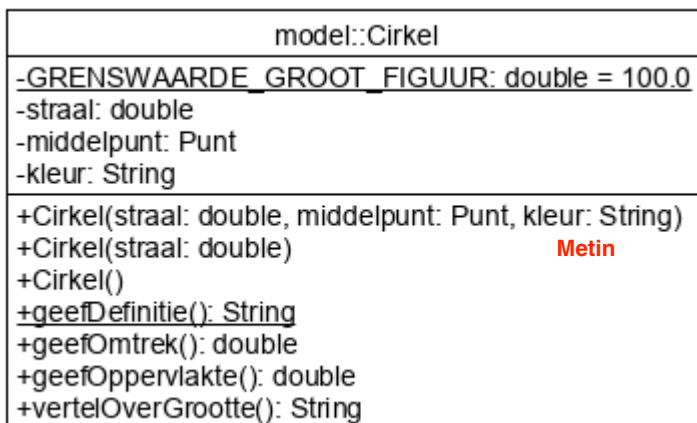 model::Cirkel
-GRENSWAARDE_GROOT_FIGUUR: double = 100.0
-straal: double
-middelpunt: Punt
-kleur: String
+Cirkel(straal: double, middelpunt: Punt, kleur: String)
+Cirkel(straal: double)
Metin
+Cirkel()
+geefDefinitie(): String
+geefOmtrek(): double
+geefOppervlakte(): double
+vertelOverGrootte(): String